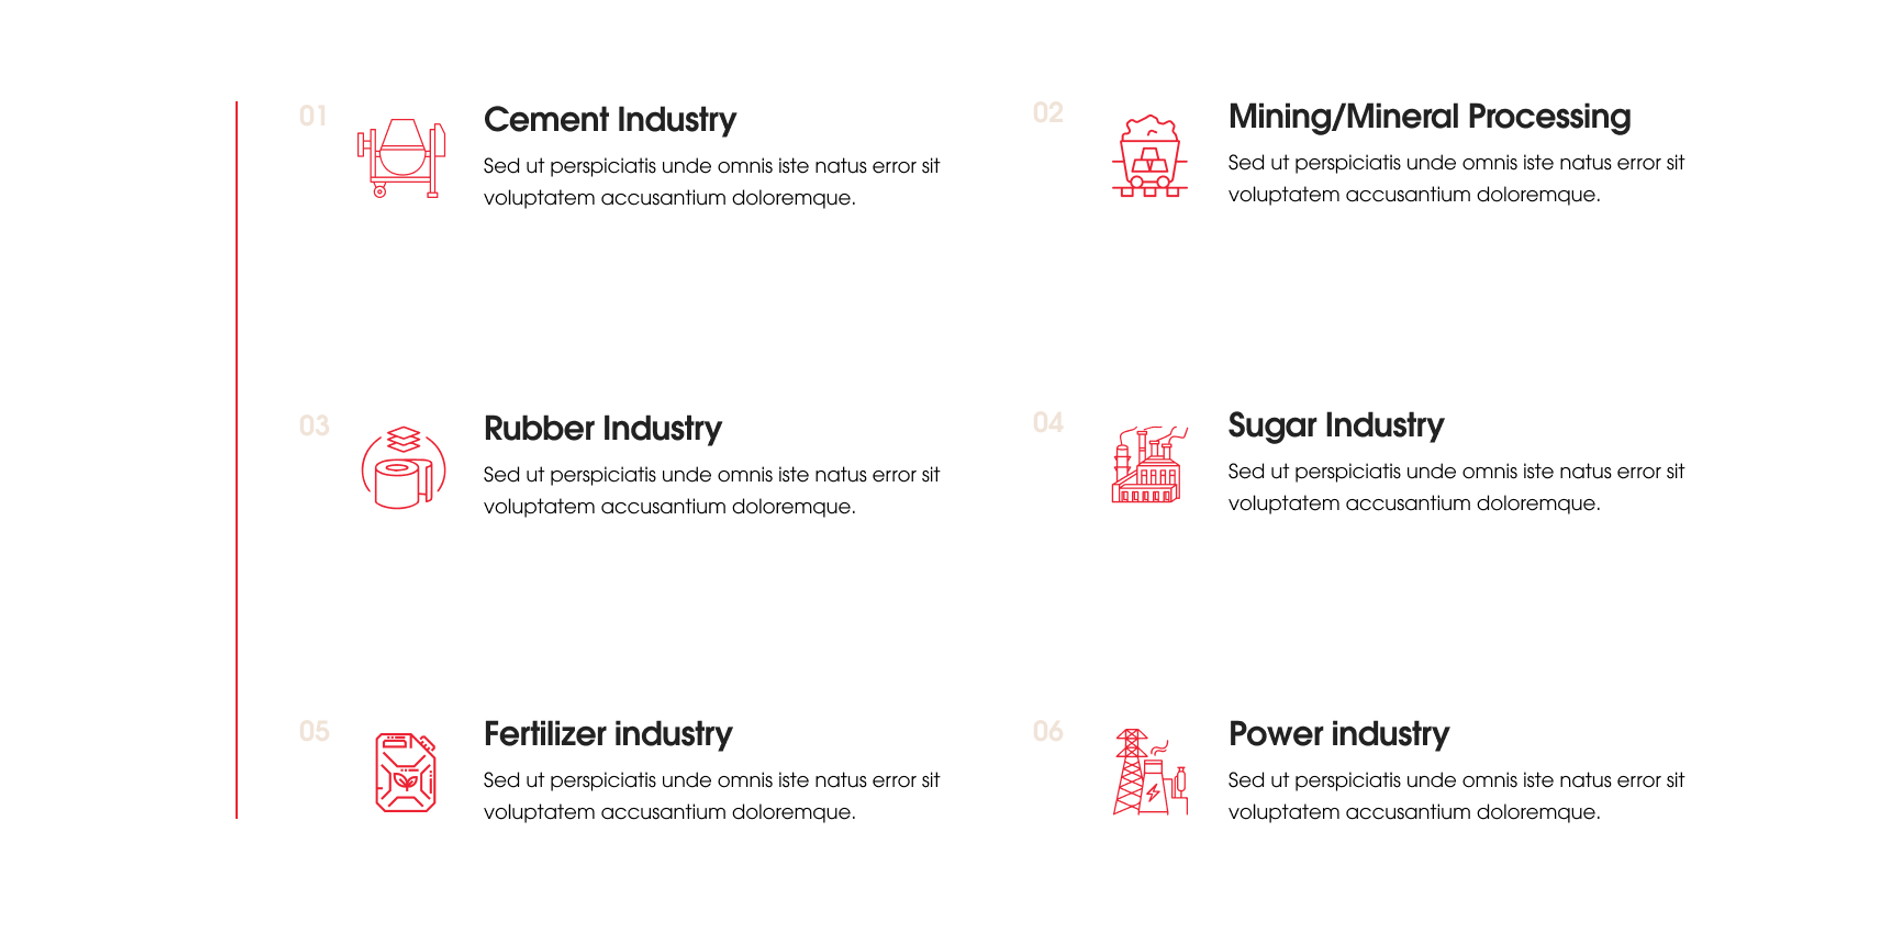 01
Cement Industry
Sed ut perspiciatis unde omnis iste natus error sit
voluptatem accusantium doloremque.
02
Mining/Mineral Processing
Sed ut perspiciatis unde omnis iste natus error sit
voluptatem accusantium doloremque.
03
Rubber Industry
Sed ut perspiciatis unde omnis iste natus error sit
voluptatem accusantium doloremque.
04
Sugar Industry
Sed ut perspiciatis unde omnis iste natus error sit
voluptatem accusantium doloremque.
05
Fertilizer industry
Sed ut perspiciatis unde omnis iste natus error sit
voluptatem accusantium doloremque.
06
Power industry
Sed ut perspiciatis unde omnis iste natus error sit
voluptatem accusantium doloremque.